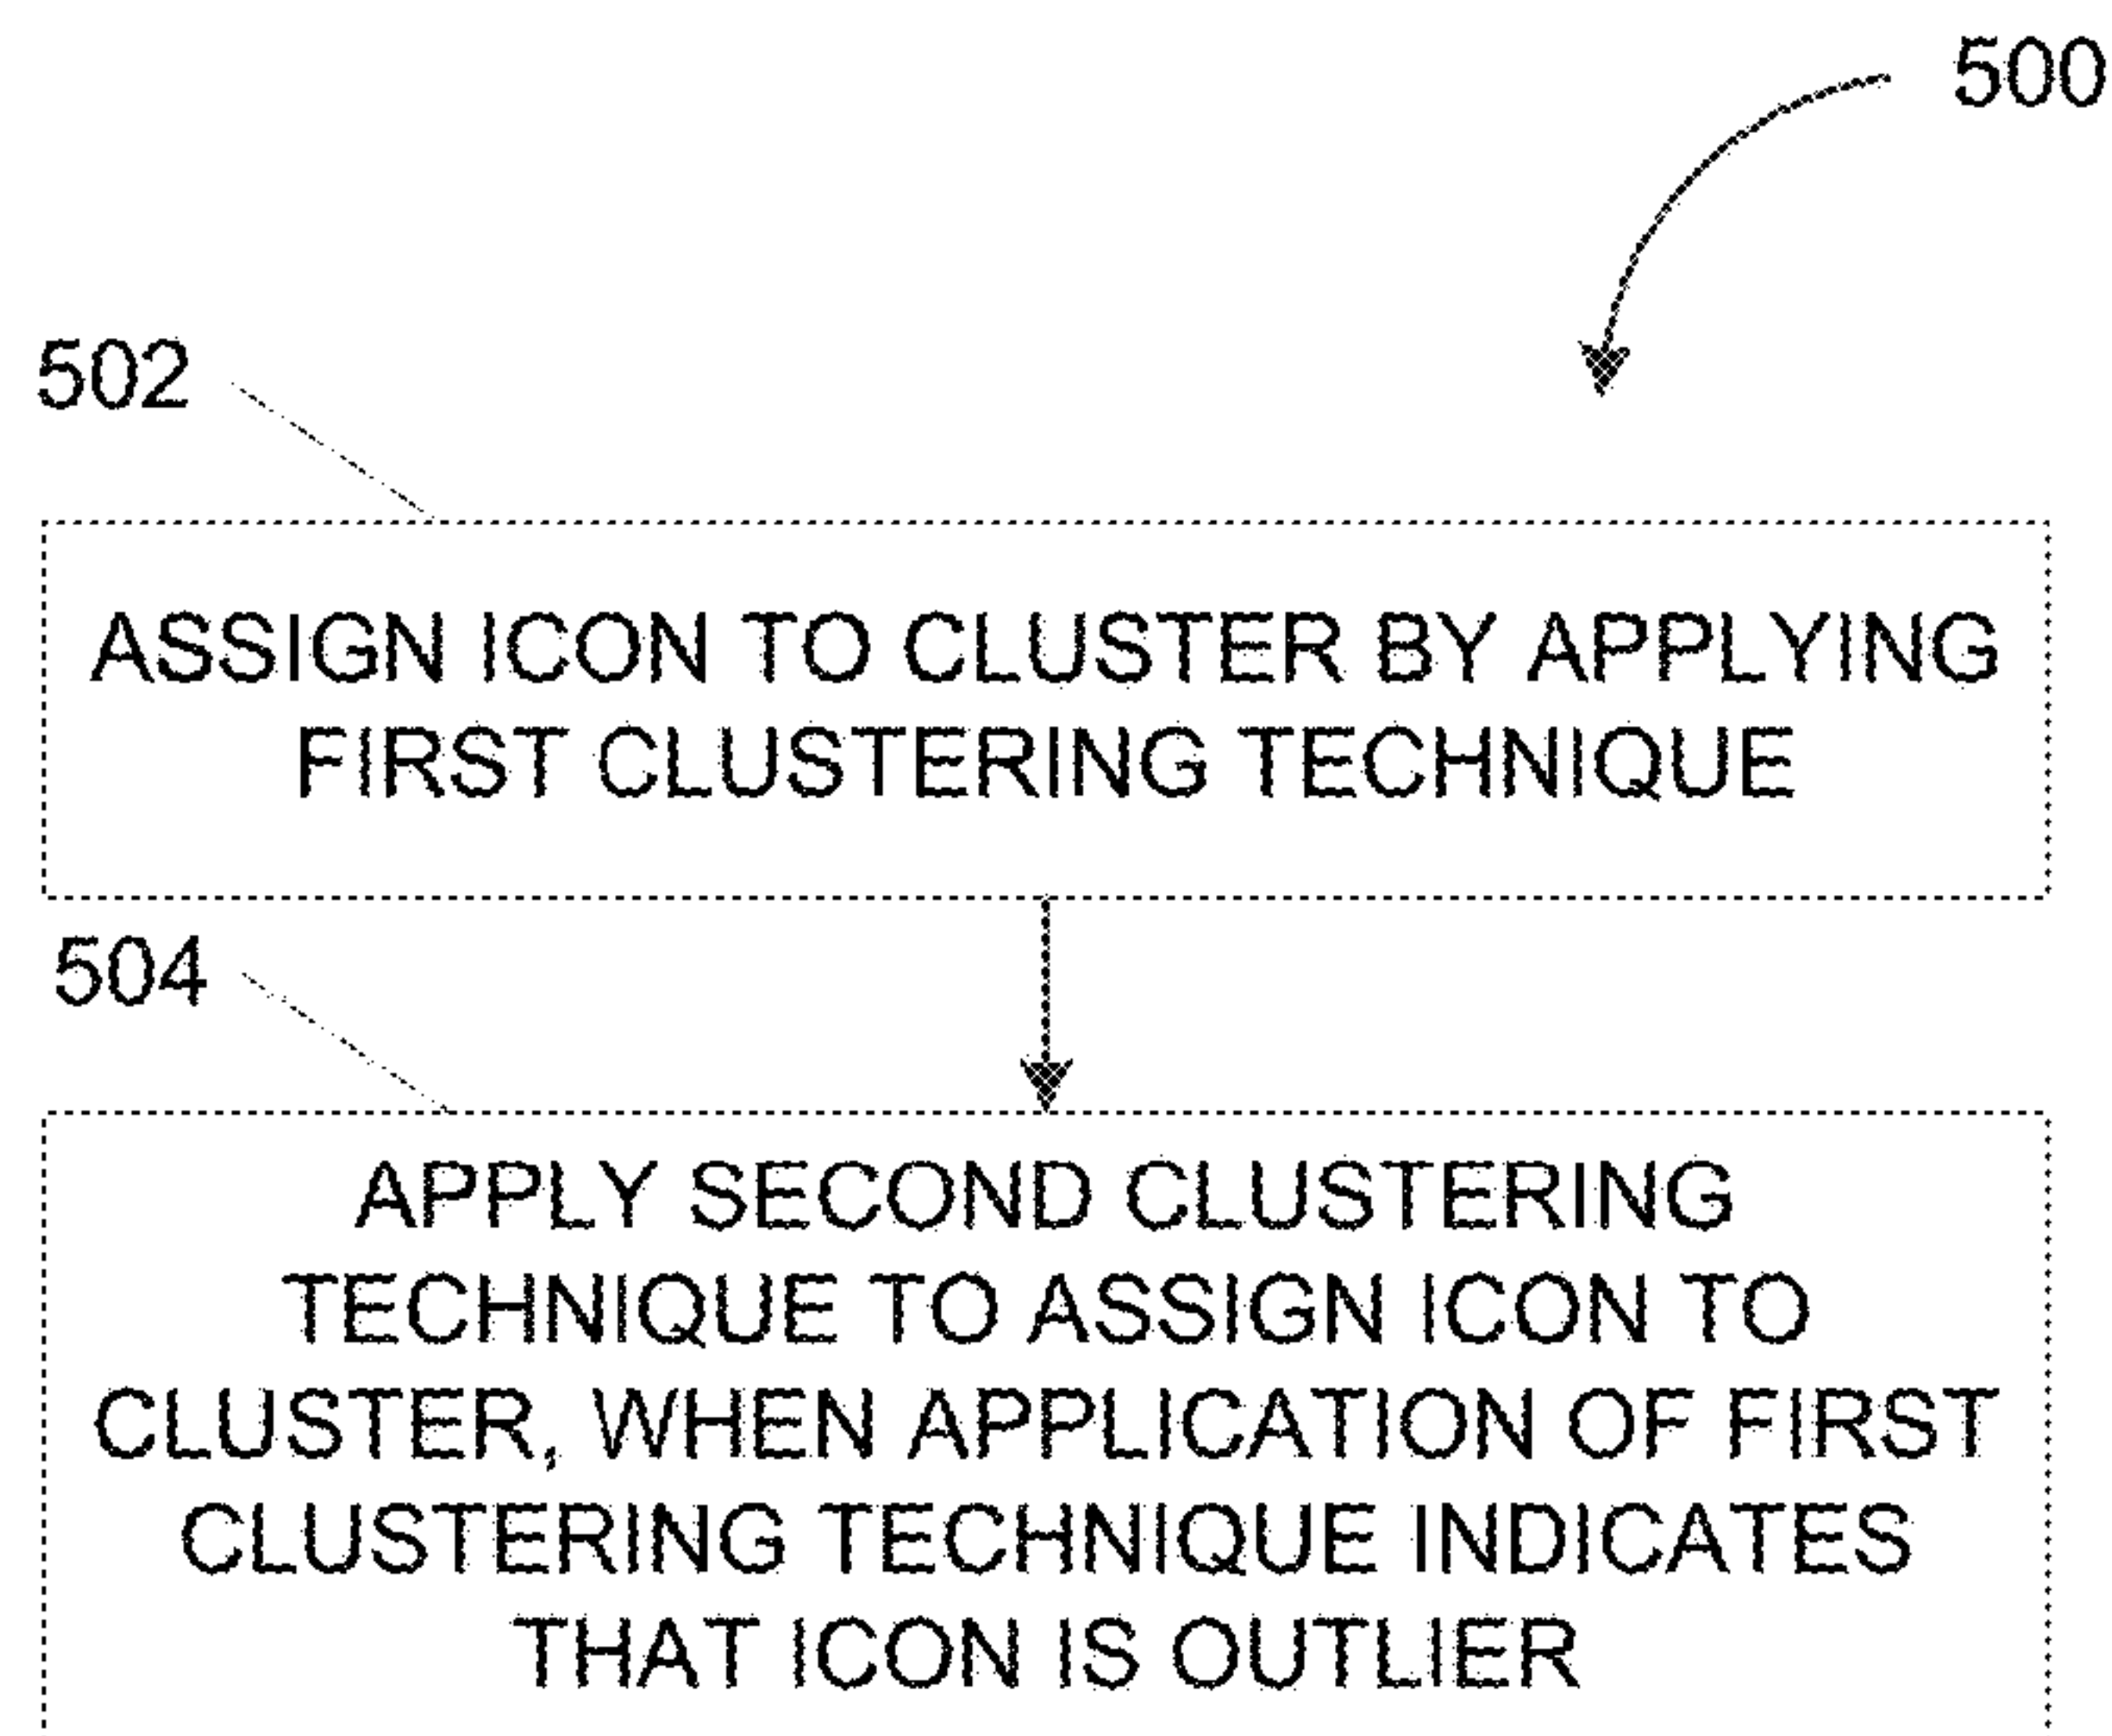 500
502
ASSIGN ICON TO CLUSTER BY APPLYING
FIRST CLUSTERING TECHNIQUE
504
APPLY SECOND CLUSTERING
TECHNIQUE TO ASSIGN ICON TO
CLUSTER, WHEN APPLICATION OF FIRST
CLUSTERING TECHNIQUE INDICATES
THAT ICON IS OUTLIER